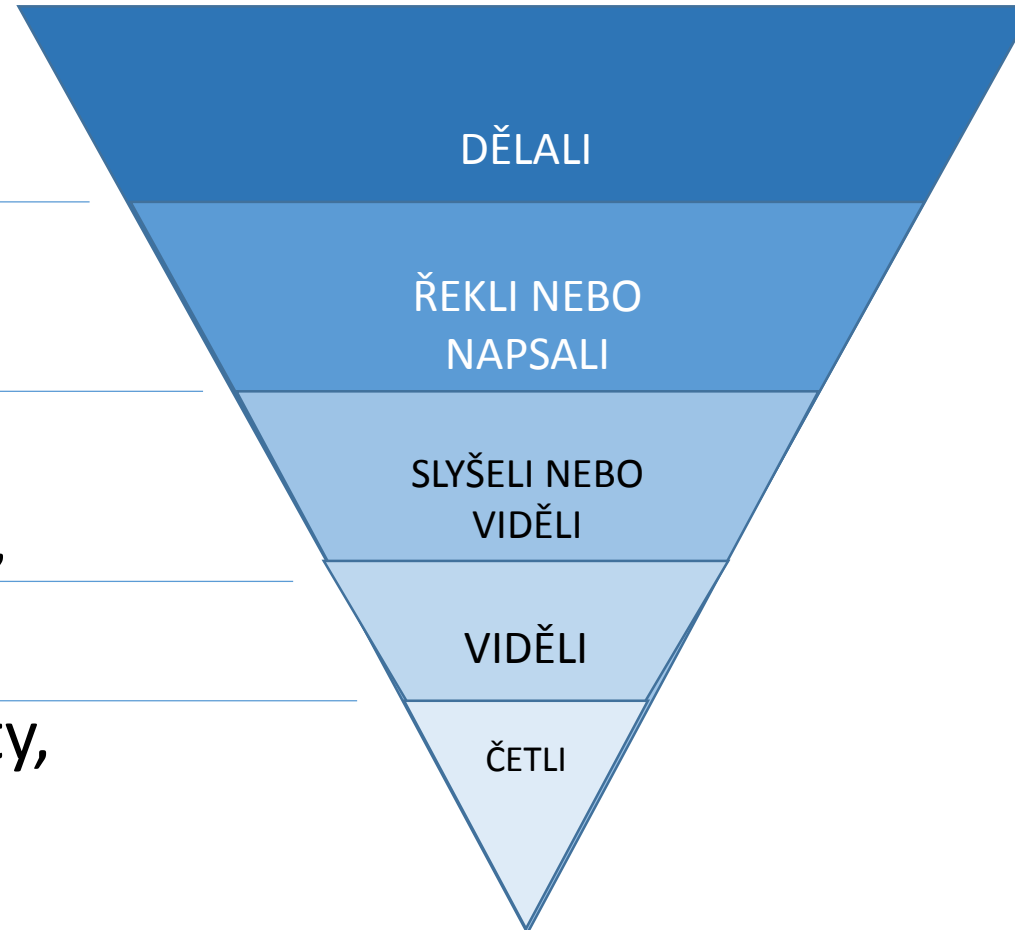 DĚLALI
ŘEKLI NEBO
NAPSALI
SLYŠELI NEBO
VIDĚLI
VIDĚLI
ČETLI